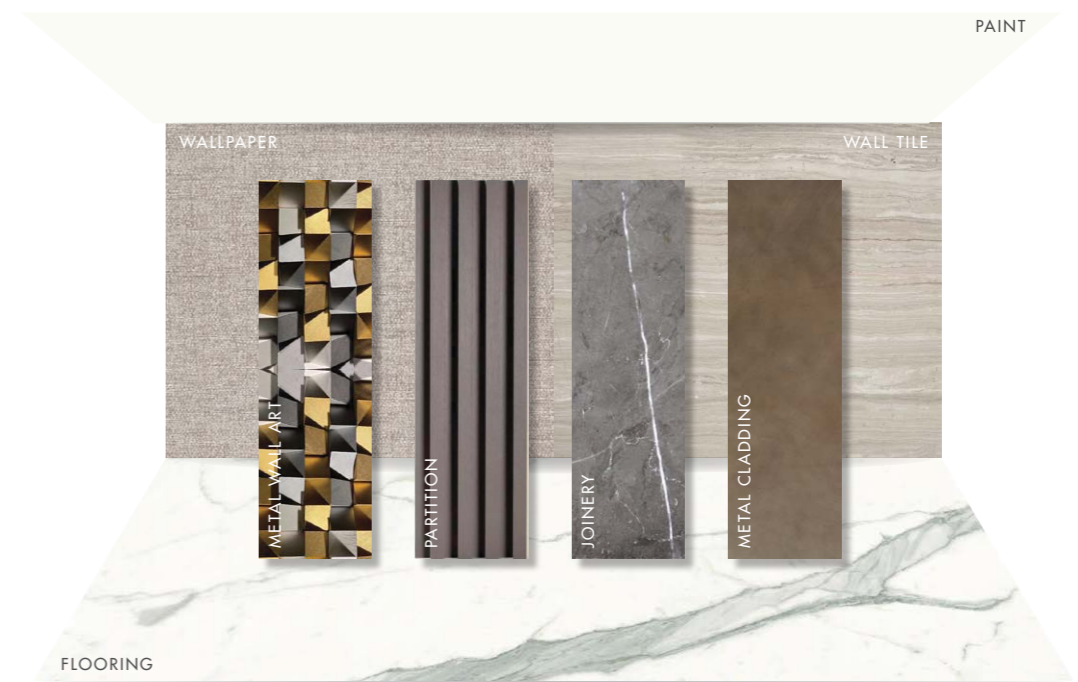 PAINT
WALLPAPER
WALL TILE
METAL WALL ART
PARTITION
JOINERY
METAL CLADDING
FLOORING